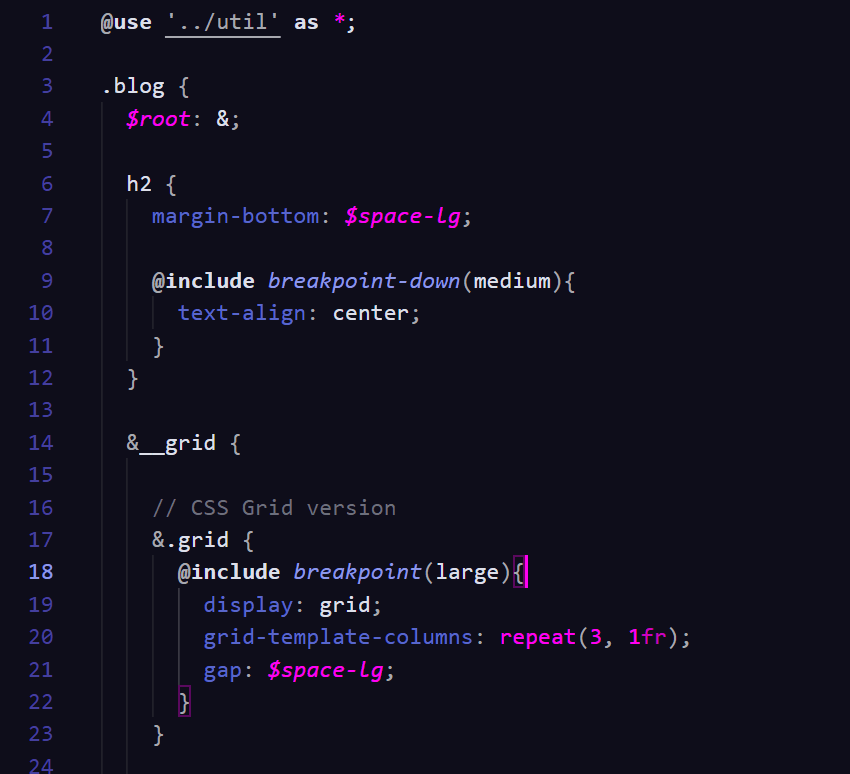 1 @use '../util' as *;
2
3 .blog {
4 $root: &;
5
6 h2 {
7 margin-bottom: $space-lg;
8
9 @include breakpoint-down(medium){
10 text-align: center;
11 }
12 }
13
14 &__grid {
15
16 // CSS Grid version
17 &.grid {
18 @include breakpoint(large){
19 display: grid;
20 grid-template-columns: repeat(3, 1fr);
21 gap: $space-lg;
22 }
23 }
24